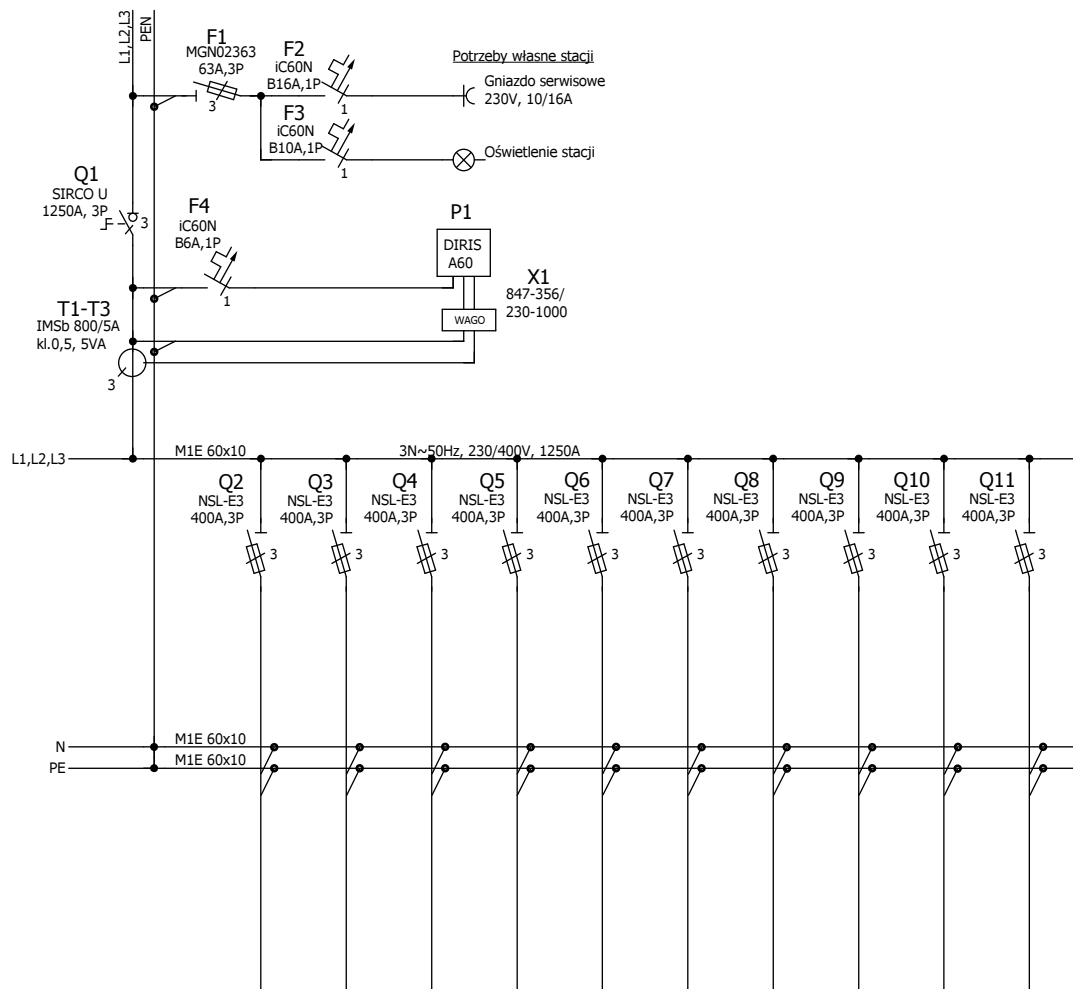 L1,L2,L3
PEN
F1
MGN02363
63A,3P
3
F2
iC60N
B16A,1P
1
Potrzeby własne stacji
Gniazdo serwisowe
230V, 10/16A
F3
iC60N
B10A,1P
1
Oświetlenie stacji
Q1
SIRCO U
1250A, 3P
3
F4
iC60N
B6A,1P
1
P1
DIRIS
A60
X1
847-356/
230-1000
WAGO
T1-T3
IMSb 800/5A
kl.0,5, 5VA
3
L1,L2,L3
M1E 60x10
3N~50Hz, 230/400V, 1250A
Q2
NSL-E3
400A,3P
3
Q3
NSL-E3
400A,3P
3
Q4
NSL-E3
400A,3P
3
Q5
NSL-E3
400A,3P
3
Q6
NSL-E3
400A,3P
3
Q7
NSL-E3
400A,3P
3
Q8
NSL-E3
400A,3P
3
Q9
NSL-E3
400A,3P
3
Q10
NSL-E3
400A,3P
3
Q11
NSL-E3
400A,3P
3
N
M1E 60x10
PE
M1E 60x10